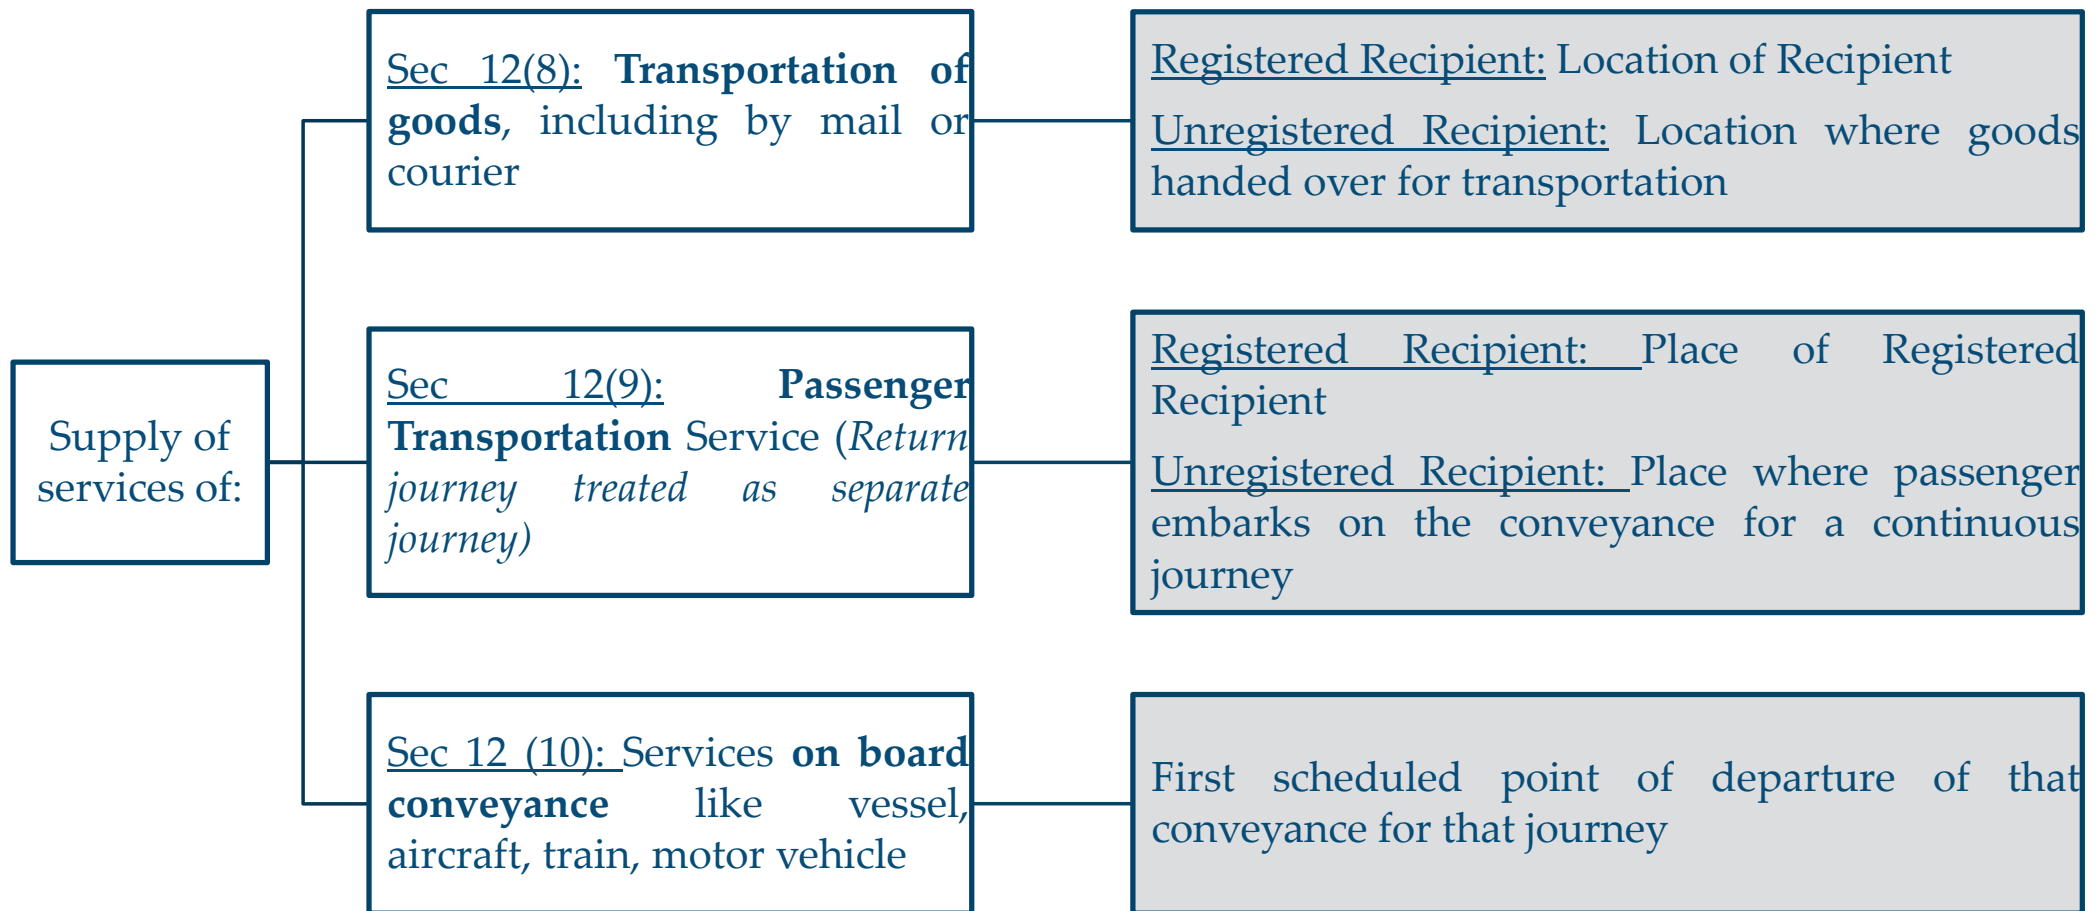 Supply of
services of:
Sec 12(8): Transportation of
goods, including by mail or
courier
Registered Recipient: Location of Recipient
Unregistered Recipient: Location where goods
handed over for transportation
Sec 12(9): Passenger
Transportation Service (Return
journey treated as separate
journey)
Registered Recipient: Place of Registered
Recipient
Unregistered Recipient: Place where passenger
embarks on the conveyance for a continuous
journey
Sec 12 (10): Services on board
conveyance like vessel,
aircraft, train, motor vehicle
First scheduled point of departure of that
conveyance for that journey